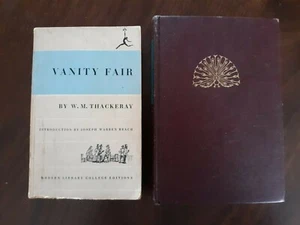 VANITY FAIR
BY W. M. THACKERAY
INTRODUCTION BY JOSEPH WARREN BEACH
MODERN LIBRARY COLLEGE EDITIONS